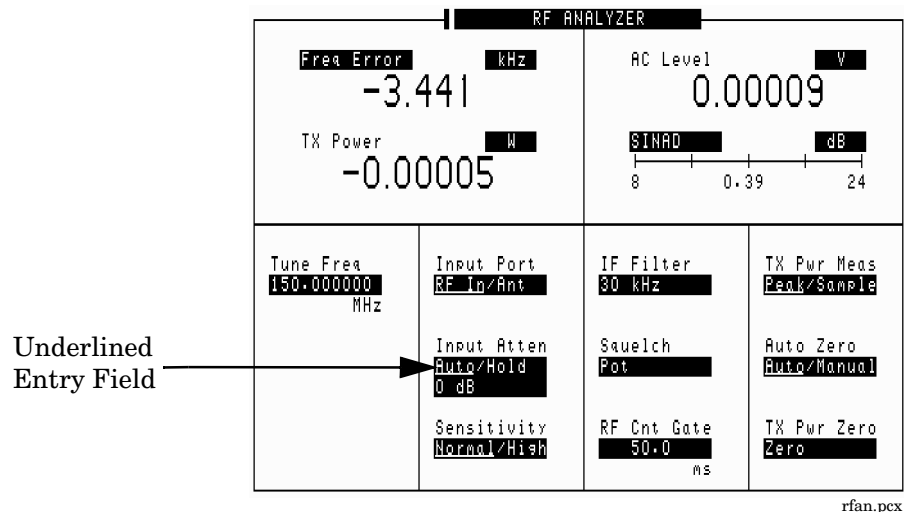 RF ANALYZER
Freq Error kHz
-3.441
TX Power W
-0.00005
AC Level V
0.00009
SINAD dB
8 0.39 24
Tune Freq
150.000000
MHz
Input Port
RF In/Ant
Input Atten
Auto/Hold
0 dB
Sensitivity
Normal/High
IF Filter
30 kHz
Squelch
Pot
RF Cnt Gate
50.0
ms
TX Pwr Meas
Peak/Sample
Auto Zero
Auto/Manual
TX Pwr Zero
Zero
Underlined
Entry Field
rfan.pcx